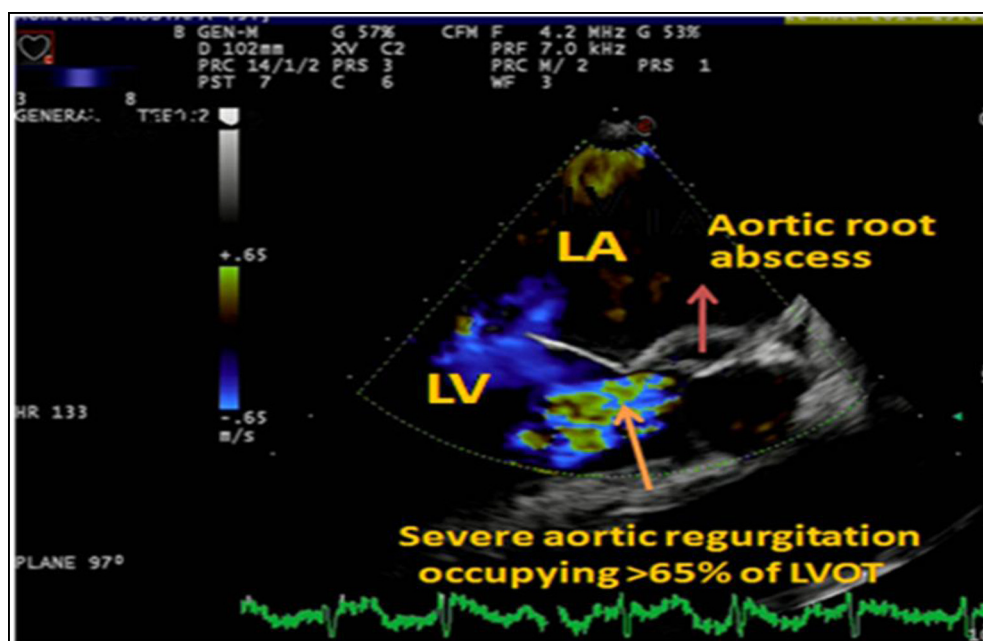 B GEN-M G 57% CFM F 4.2 MHz G 53%
D 102mm XV C2 PRF 7.0 kHz
PRC 14/1/2 PRS 3 PRC M/ 2 PRS 1
PST 7 C 6 WF 3
3 8
GENERAL
+.65
-.65
m/s
HR 133
PLANE 97°
LA
Aortic root
abscess
LV
Severe aortic regurgitation
occupying >65% of LVOT